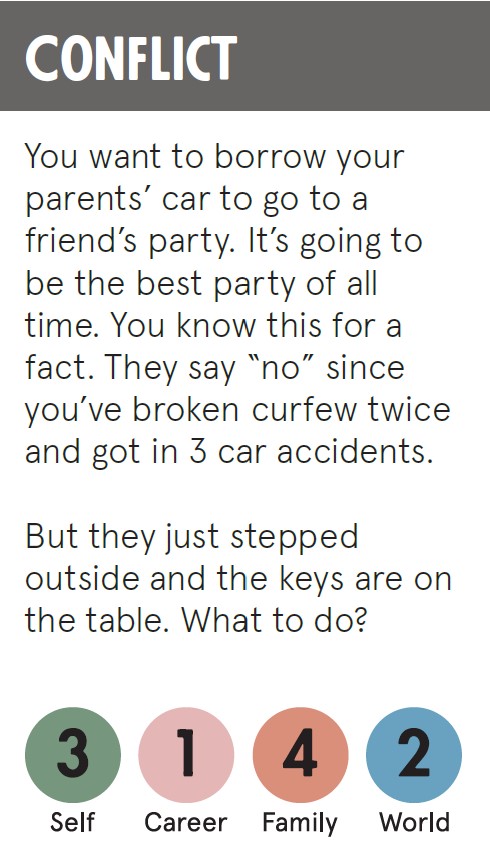 CONFLICT
You want to borrow your
parents’ car to go to a
friend’s party. It’s going to
be the best party of all
time. You know this for a
fact. They say “no” since
you’ve broken curfew twice
and got in 3 car accidents.
But they just stepped
outside and the keys are on
the table. What to do?
3 1 4 2
Self Career Family World